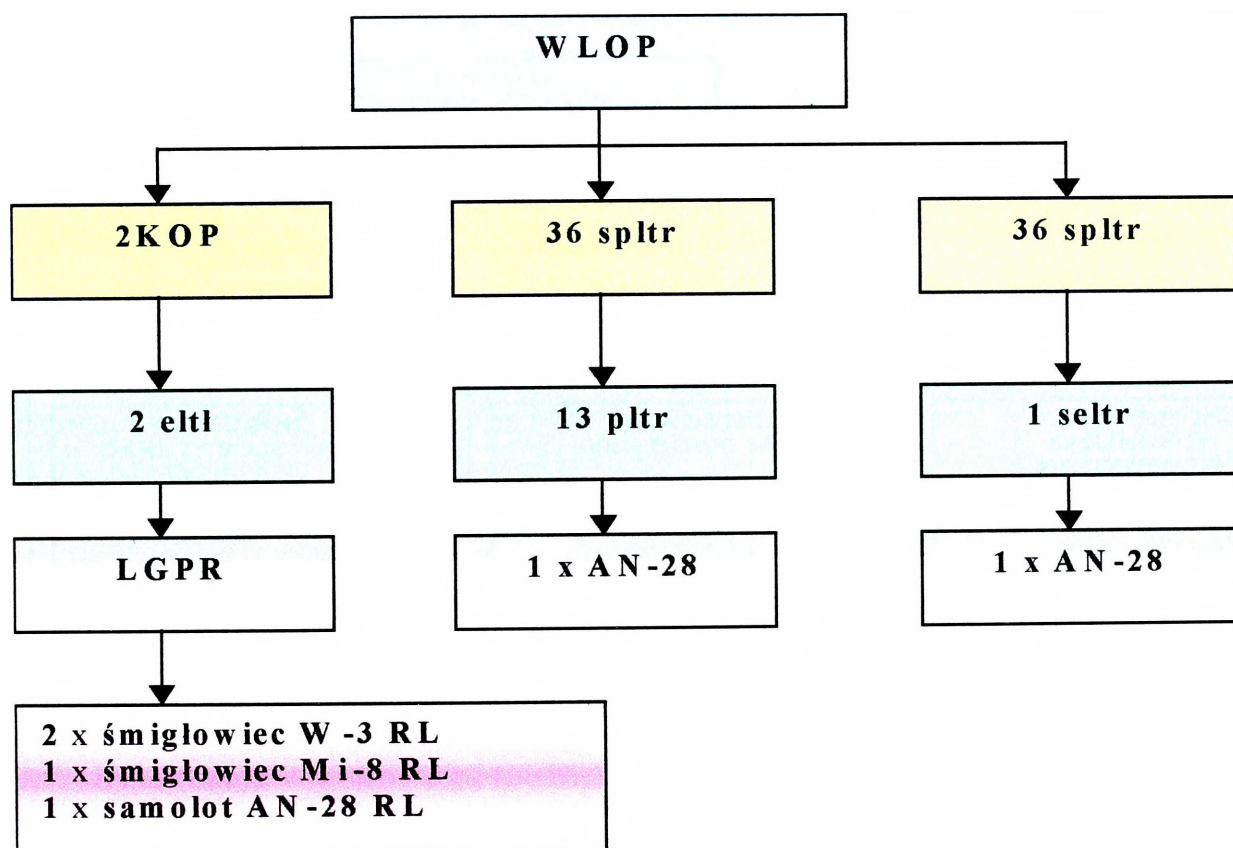 WLOP
2KOP
36 spltr
36 spltr
2 eltł
13 pltr
1 seltr
LGPR
1 x AN-28
1 x AN-28
2 x śmigłowiec W-3 RL
1 x śmigłowiec Mi-8 RL
1 x samolot AN-28 RL